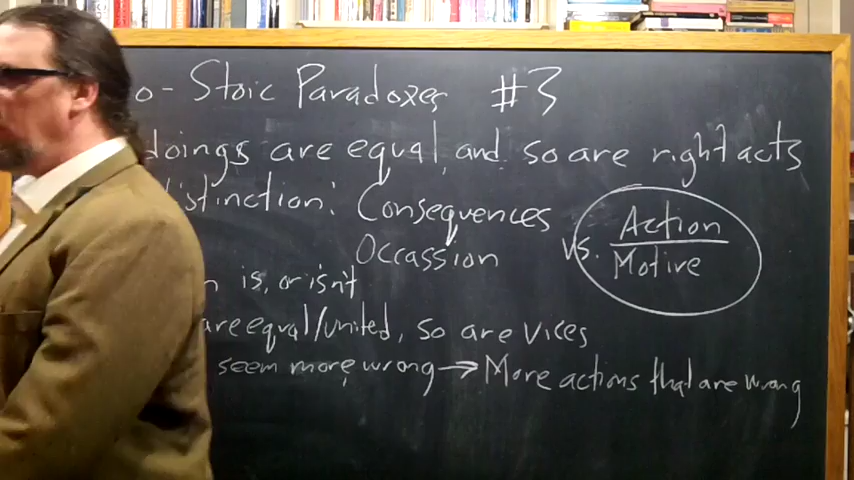 o-Stoic Paradoxes #3
doings are equal, and so are right acts
istinction: Consequences
Occassion
vs. Action
Motive
n is, or isn't
are equal/united, so are vices
seem more wrong → More actions that are wrong